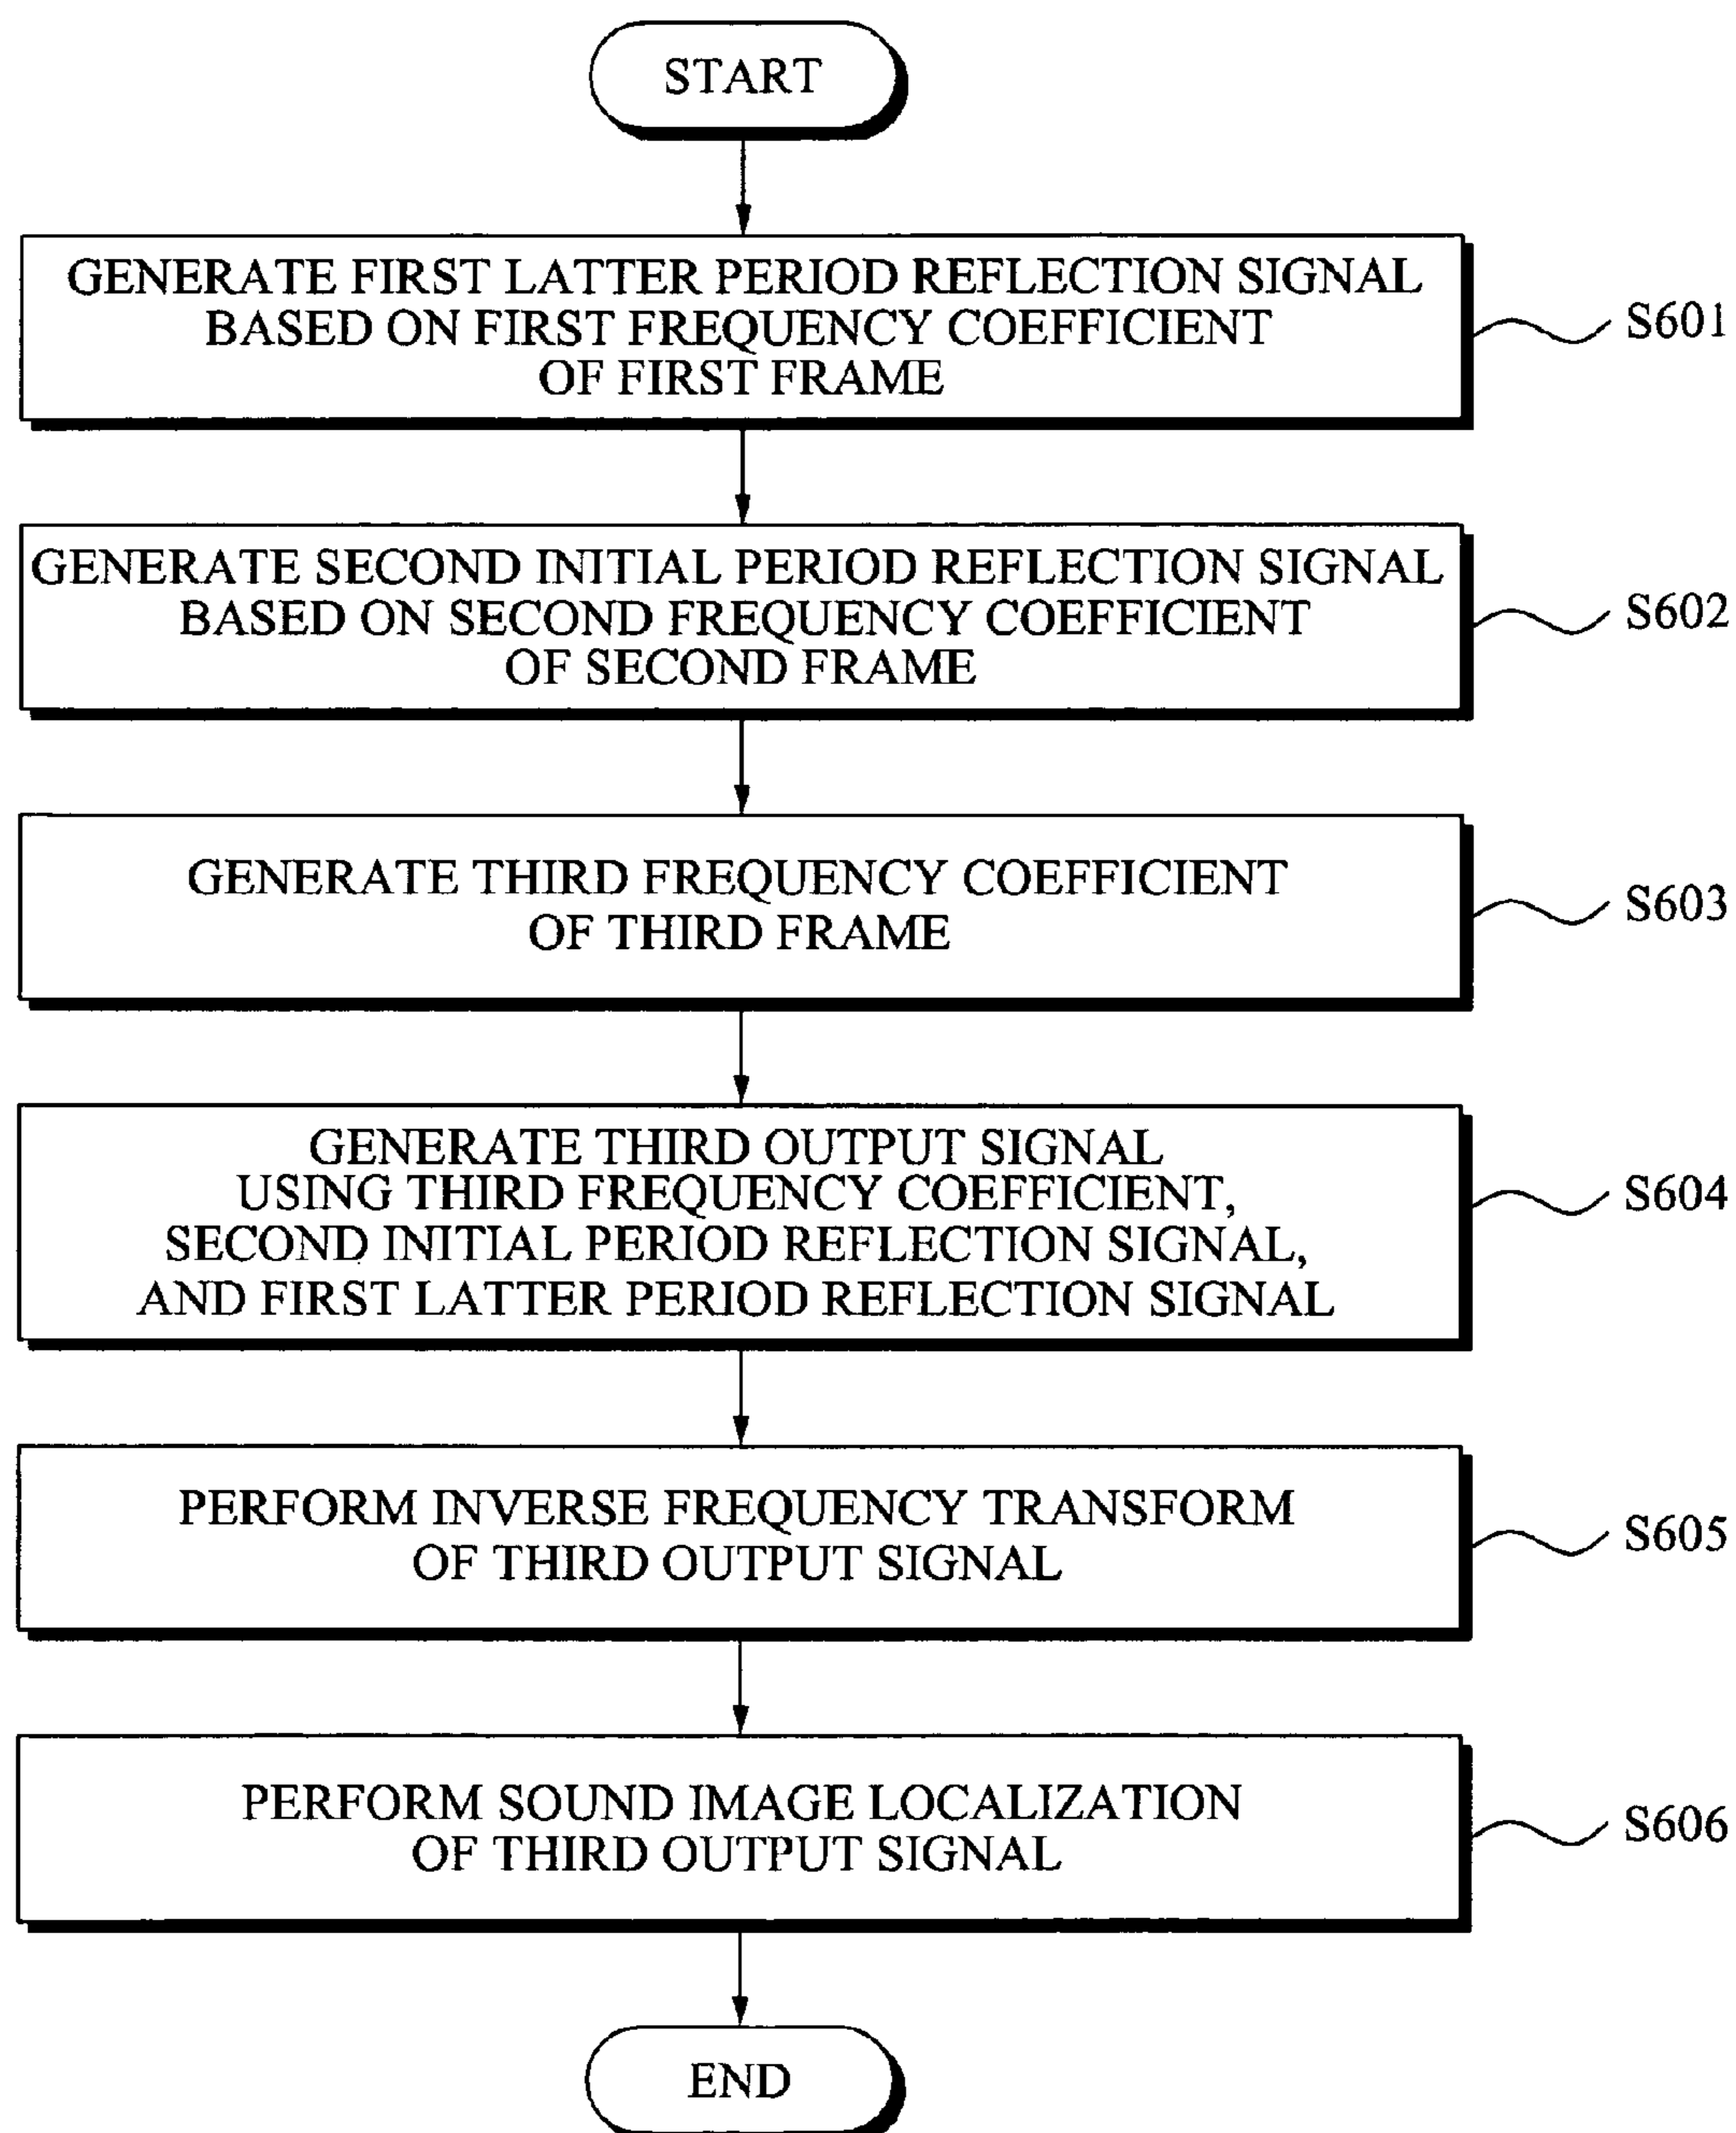 START
GENERATE FIRST LATTER PERIOD REFLECTION SIGNAL
BASED ON FIRST FREQUENCY COEFFICIENT
OF FIRST FRAME
S601
GENERATE SECOND INITIAL PERIOD REFLECTION SIGNAL
BASED ON SECOND FREQUENCY COEFFICIENT
OF SECOND FRAME
S602
GENERATE THIRD FREQUENCY COEFFICIENT
OF THIRD FRAME
S603
GENERATE THIRD OUTPUT SIGNAL
USING THIRD FREQUENCY COEFFICIENT,
SECOND INITIAL PERIOD REFLECTION SIGNAL,
AND FIRST LATTER PERIOD REFLECTION SIGNAL
S604
PERFORM INVERSE FREQUENCY TRANSFORM
OF THIRD OUTPUT SIGNAL
S605
PERFORM SOUND IMAGE LOCALIZATION
OF THIRD OUTPUT SIGNAL
S606
END